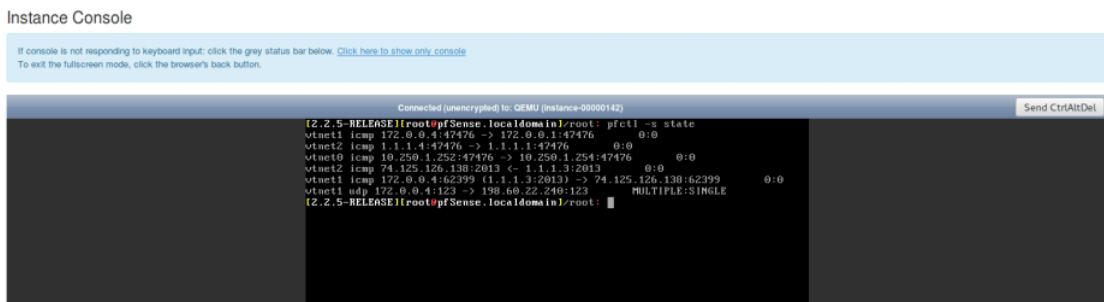 Instance Console
If console is not responding to keyboard input: click the grey status bar below. Click here to show only console
To exit the fullscreen mode, click the browser's back button.
Connected (unencrypted) to: QEMU (instance-00000142)
Send CtrlAltDel
[2.2.5-RELEASE][root@pfSense.localdomain]/root: pfctl -s state
vtnet1 icmp 172.0.0.4:47476 -> 172.0.0.1:47476 0:0
vtnet2 icmp 1.1.1.4:47476 -> 1.1.1.1:47476 0:0
vtnet0 icmp 10.250.1.252:47476 -> 10.250.1.254:47476 0:0
vtnet2 icmp 74.125.126.138:2013 <- 1.1.1.3:2013 0:0
vtnet1 icmp 172.0.0.4:62399 (1.1.1.3:2013) -> 74.125.126.138:62399 0:0
vtnet1 udp 172.0.0.4:123 -> 198.60.22.240:123 MULTIPLE:SINGLE
[2.2.5-RELEASE][root@pfSense.localdomain]/root: